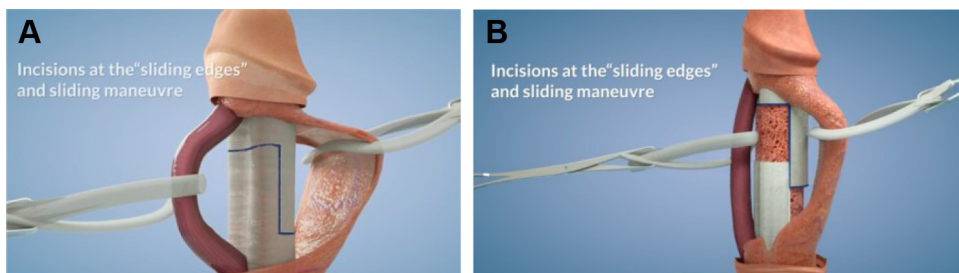 A
Incisions at the“sliding edges”
and sliding maneuvre
B
Incisions at the“sliding edges”
and sliding maneuvre